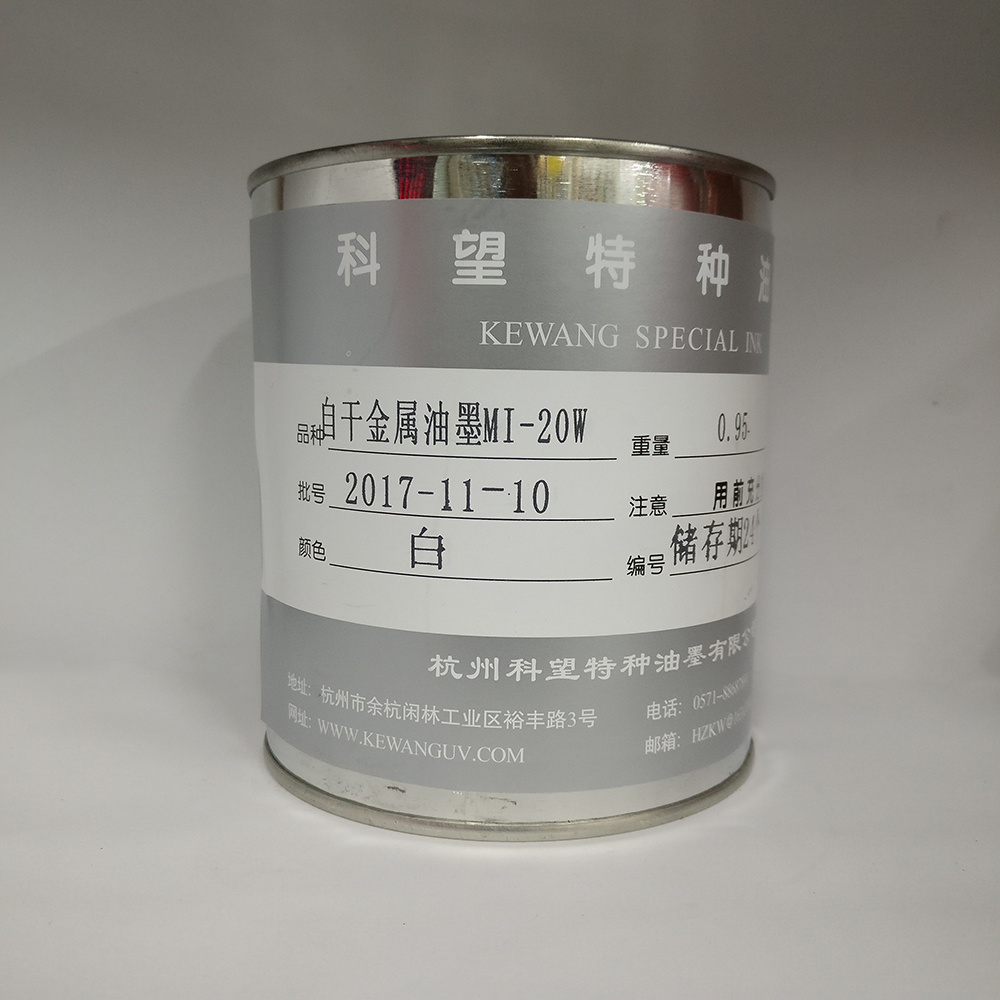 科望特种油
KEWANG SPECIAL INK
品种 自干金属油墨MI-20W
重量 0.95
批号 2017-11-10
注意 用前充
颜色 白
编号 储存期24
杭州科望特种油墨有限
地址：杭州市余杭闲林工业区裕丰路3号
电话：0571-
网址：WWW.KEWANGUV.COM
邮箱：HZKW@